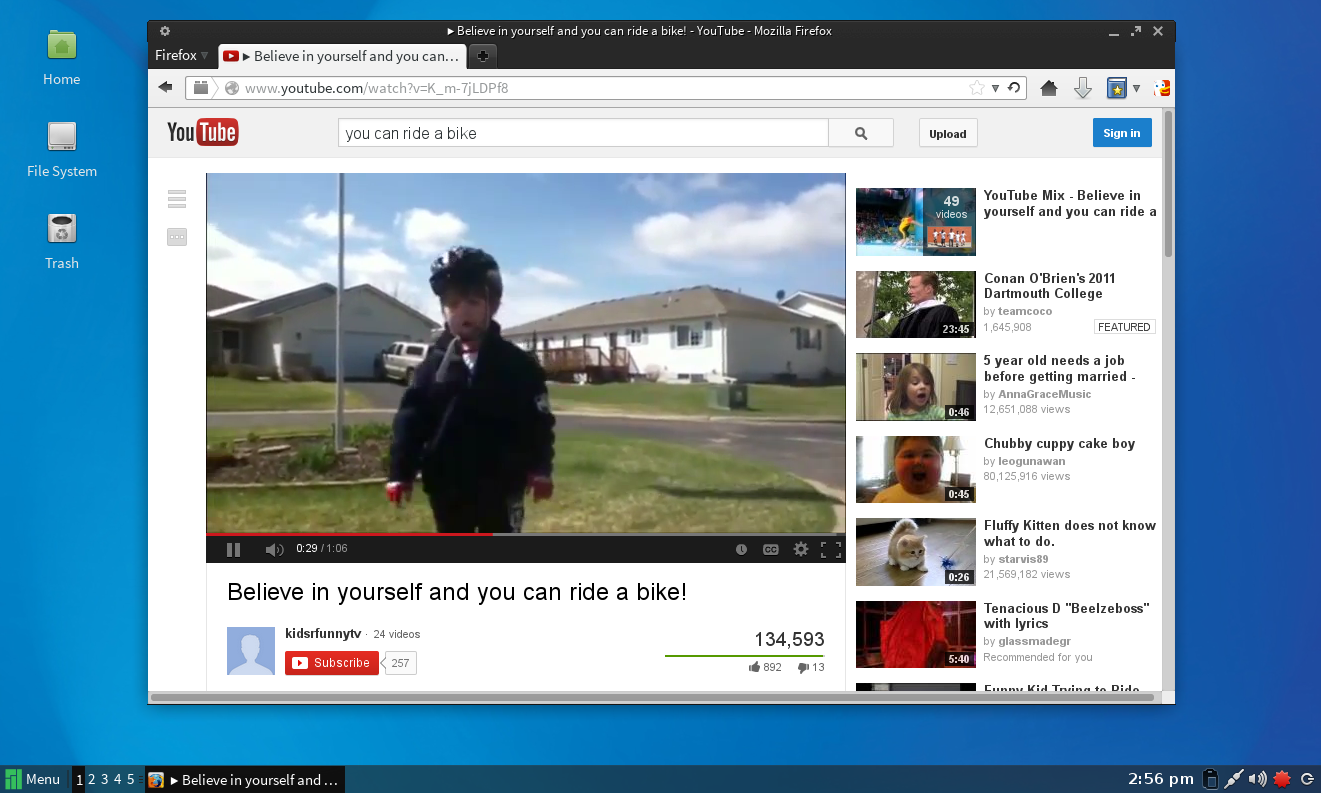 Home
File System
Trash
▸ Believe in yourself and you can ride a bike! - YouTube - Mozilla Firefox
Firefox
▸ Believe in yourself and you can…
www.youtube.com/watch?v=K_m-7jLDPf8
YouTube
you can ride a bike
Upload
Sign in
0:29 / 1:06
CC
Believe in yourself and you can ride a bike!
kidsrfunnytv · 24 videos
Subscribe
257
134,593
892
13
49
videos
YouTube Mix - Believe in
yourself and you can ride a
23:45
Conan O'Brien's 2011
Dartmouth College
by teamcoco
1,645,908
FEATURED
0:46
5 year old needs a job
before getting married -
by AnnaGraceMusic
12,651,088 views
0:45
Chubby cuppy cake boy
by leogunawan
80,125,916 views
0:26
Fluffy Kitten does not know
what to do.
by starvis89
21,569,182 views
5:40
Tenacious D "Beelzeboss"
with lyrics
by glassmadegr
Recommended for you
Funny Kid Trying to Ride
Menu
1 2 3 4 5
▸ Believe in yourself and …
2:56 pm